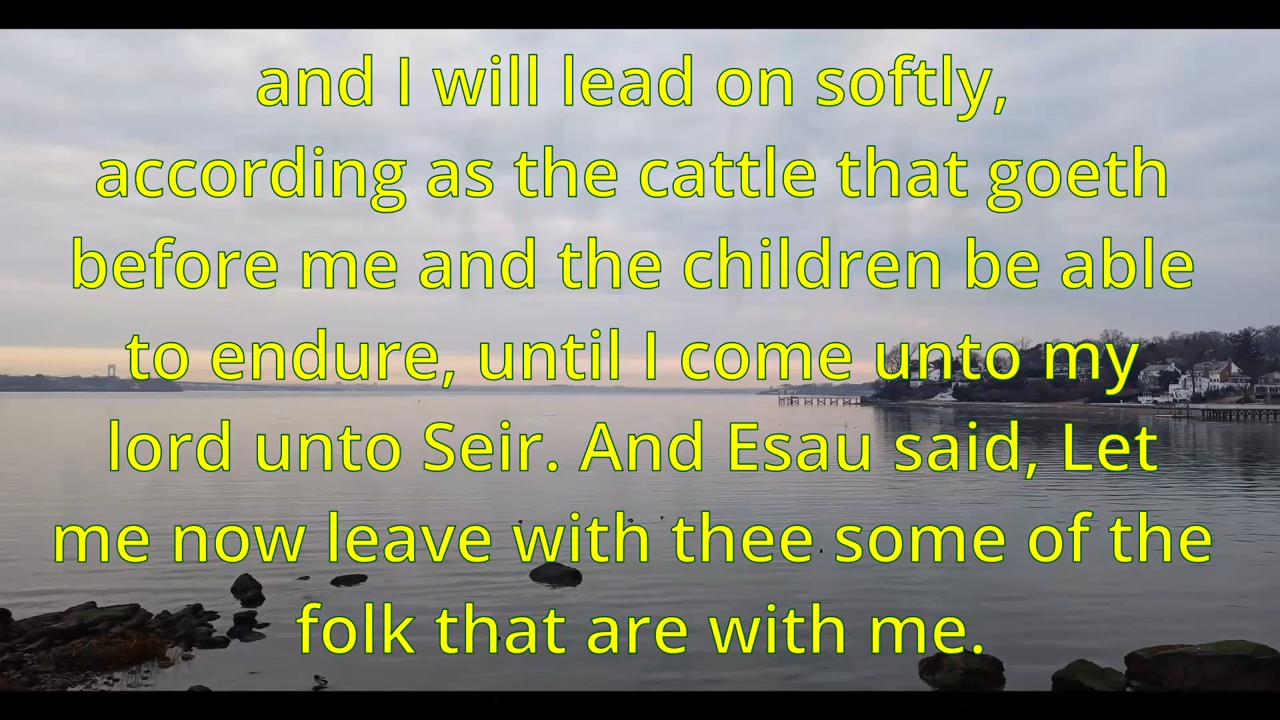 and I will lead on softly,
according as the cattle that goeth
before me and the children be able
to endure, until I come unto my
lord unto Seir. And Esau said, Let
me now leave with thee some of the
folk that are with me.